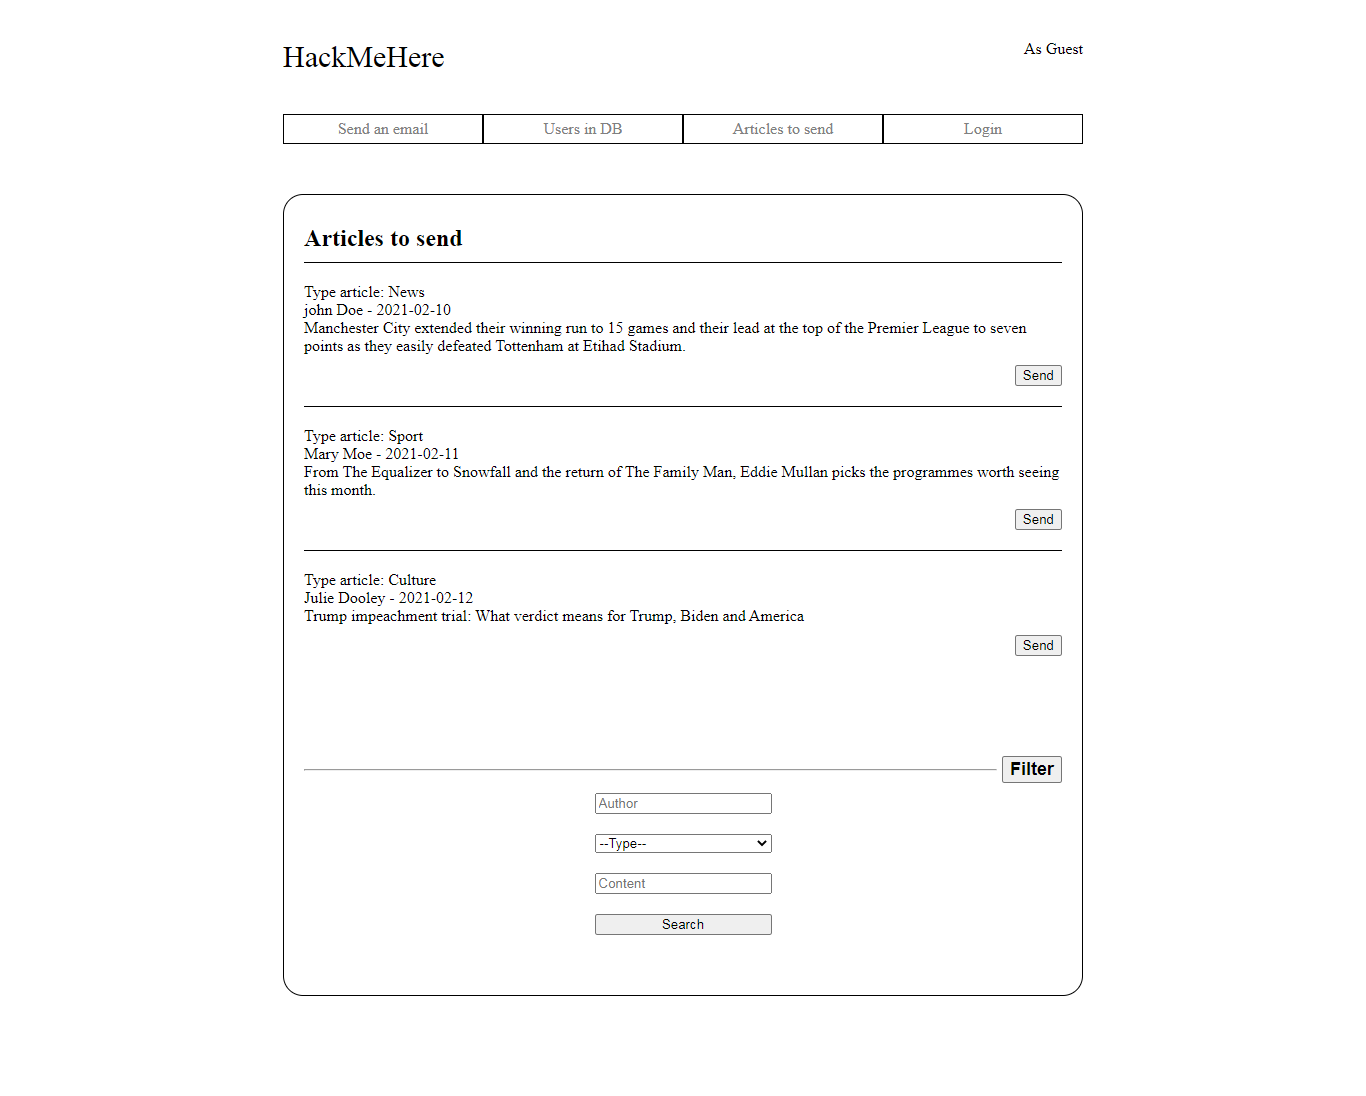 HackMeHere
As Guest
Send an email
Users in DB
Articles to send
Login
Articles to send
Type article: News
john Doe - 2021-02-10
Manchester City extended their winning run to 15 games and their lead at the top of the Premier League to seven
points as they easily defeated Tottenham at Etihad Stadium.
Send
Type article: Sport
Mary Moe - 2021-02-11
From The Equalizer to Snowfall and the return of The Family Man, Eddie Mullan picks the programmes worth seeing
this month.
Send
Type article: Culture
Julie Dooley - 2021-02-12
Trump impeachment trial: What verdict means for Trump, Biden and America
Send
Filter
Author
--Type--
Content
Search